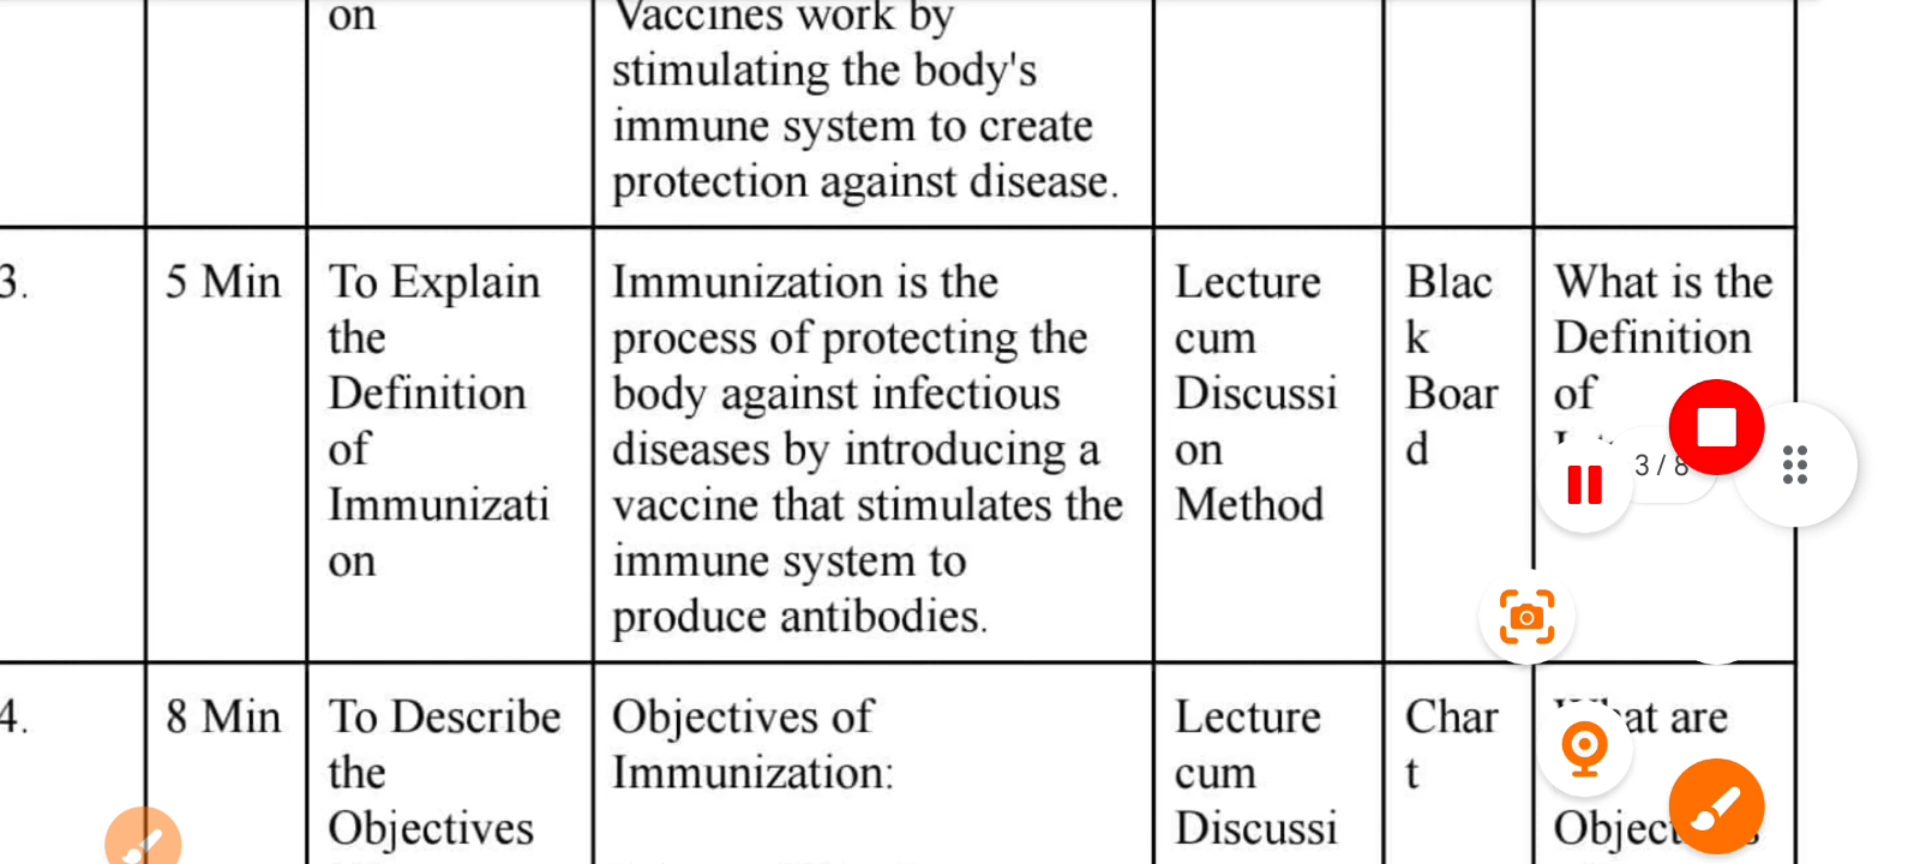 on
Vaccines work by
stimulating the body's
immune system to create
protection against disease.
3.
5 Min
To Explain
the
Definition
of
Immunizati
on
Immunization is the
process of protecting the
body against infectious
diseases by introducing a
vaccine that stimulates the
immune system to
produce antibodies.
Lecture
cum
Discussi
on
Method
Blac
k
Boar
d
What is the
Definition
of
3 / 8
4.
8 Min
To Describe
the
Objectives
Objectives of
Immunization:
Lecture
cum
Discussi
Char
t
are